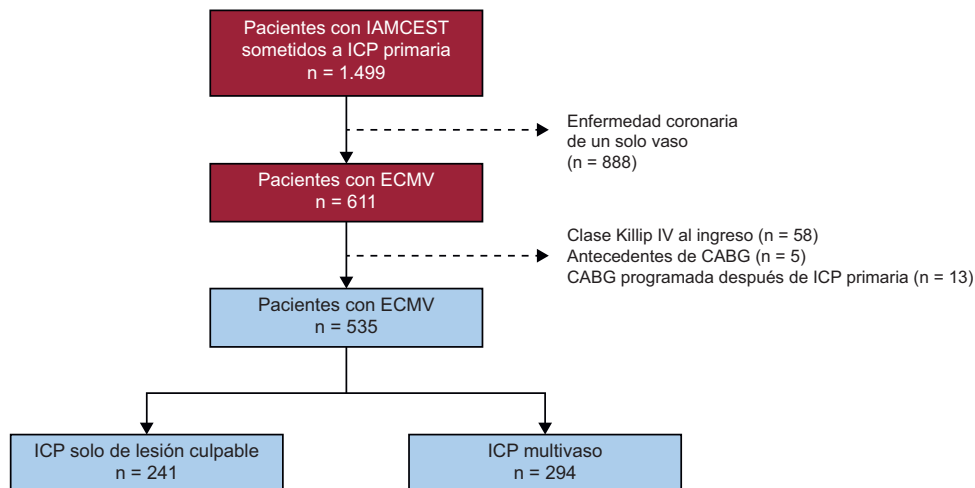 Pacientes con IAMCEST
sometidos a ICP primaria
n = 1.499
Enfermedad coronaria
de un solo vaso
(n = 888)
Pacientes con ECMV
n = 611
Clase Killip IV al ingreso (n = 58)
Antecedentes de CABG (n = 5)
CABG programada después de ICP primaria (n = 13)
Pacientes con ECMV
n = 535
ICP solo de lesión culpable
n = 241
ICP multivaso
n = 294